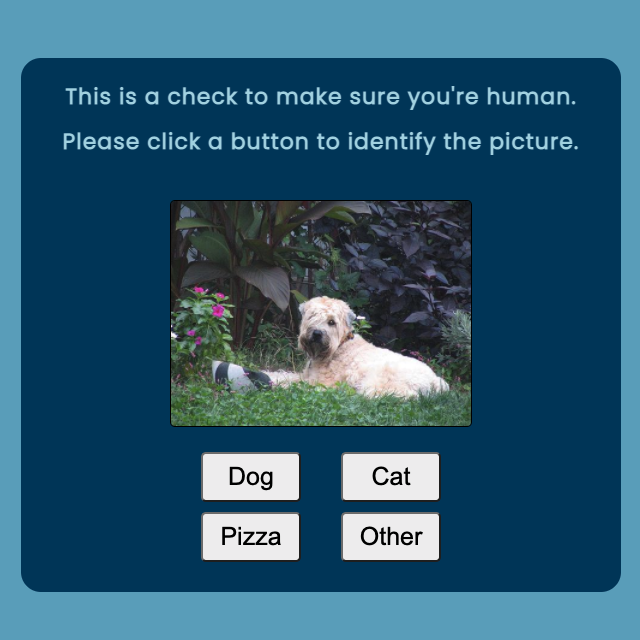 This is a check to make sure you're human.
Please click a button to identify the picture.
Dog
Cat
Pizza
Other